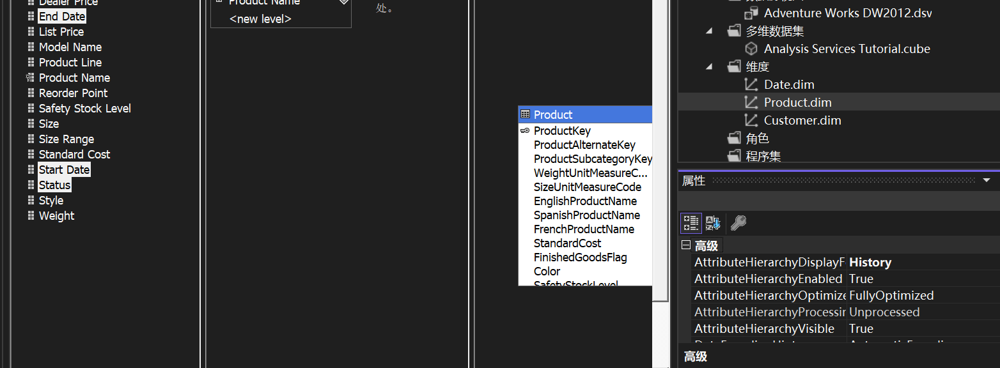 Dealer Price
End Date
List Price
Model Name
Product Line
Product Name
Reorder Point
Safety Stock Level
Size
Size Range
Standard Cost
Start Date
Status
Style
Weight
Product Name
<new level>
处。
Product
ProductKey
ProductAlternateKey
ProductSubcategoryKey
WeightUnitMeasureC...
SizeUnitMeasureCode
EnglishProductName
SpanishProductName
FrenchProductName
StandardCost
FinishedGoodsFlag
Color
SafetyStockLevel
Adventure Works DW2012.dsv
多维数据集
Analysis Services Tutorial.cube
维度
Date.dim
Product.dim
Customer.dim
角色
程序集
属性
高级
AttributeHierarchyDisplayF History
AttributeHierarchyEnabled True
AttributeHierarchyOptimize FullyOptimized
AttributeHierarchyProcessin Unprocessed
AttributeHierarchyVisible True
高级